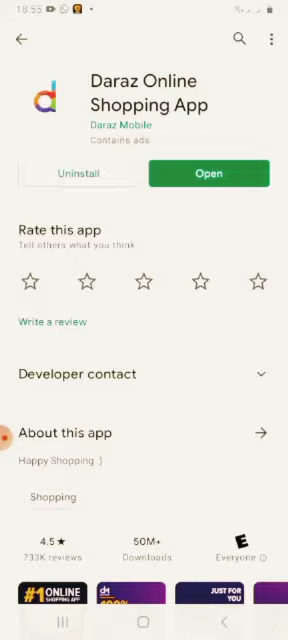 18:55
Daraz Online
Shopping App
Daraz Mobile
Contains ads
Uninstall
Open
Rate this app
Tell others what you think
Write a review
Developer contact
About this app
Happy Shopping :)
Shopping
4.5★
50M+
E
733K reviews
Downloads
Everyone
#1 ONLINE
SHOPPING APP
d
100%
JUST FOR
YOU